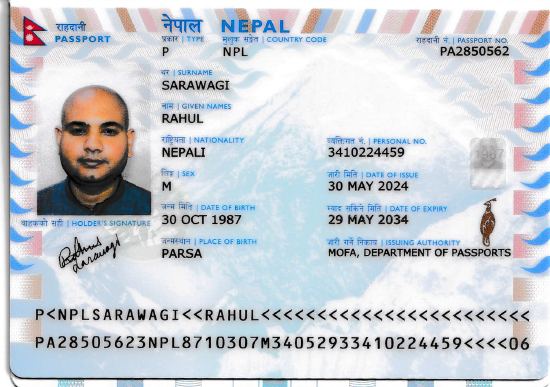 राहदानी नेपाल NEPAL
PASSPORT प्रकार | TYPE मुलुक संकेत | COUNTRY CODE राहदानी नं. | PASSPORT NO.
P NPL PA2850562
थर | SURNAME
SARAWAGI
नाम | GIVEN NAMES
RAHUL
राष्ट्रियता | NATIONALITY व्यक्तिगत नं. | PERSONAL NO.
NEPALI 3410224459
लिङ्ग | SEX जारी मिति | DATE OF ISSUE
M 30 MAY 2024
जन्म मिति | DATE OF BIRTH म्याद सकिने मिति | DATE OF EXPIRY
वाहकको सही | HOLDER'S SIGNATURE 30 OCT 1987 29 MAY 2034
जन्मस्थान | PLACE OF BIRTH जारी गर्ने निकाय | ISSUING AUTHORITY
PARSA MOFA, DEPARTMENT OF PASSPORTS
P<NPLSARAWAGI<<RAHUL<<<<<<<<<<<<<<<<<<<<<<<<
PA28505623NPL8710307M34052933410224459<<<<06